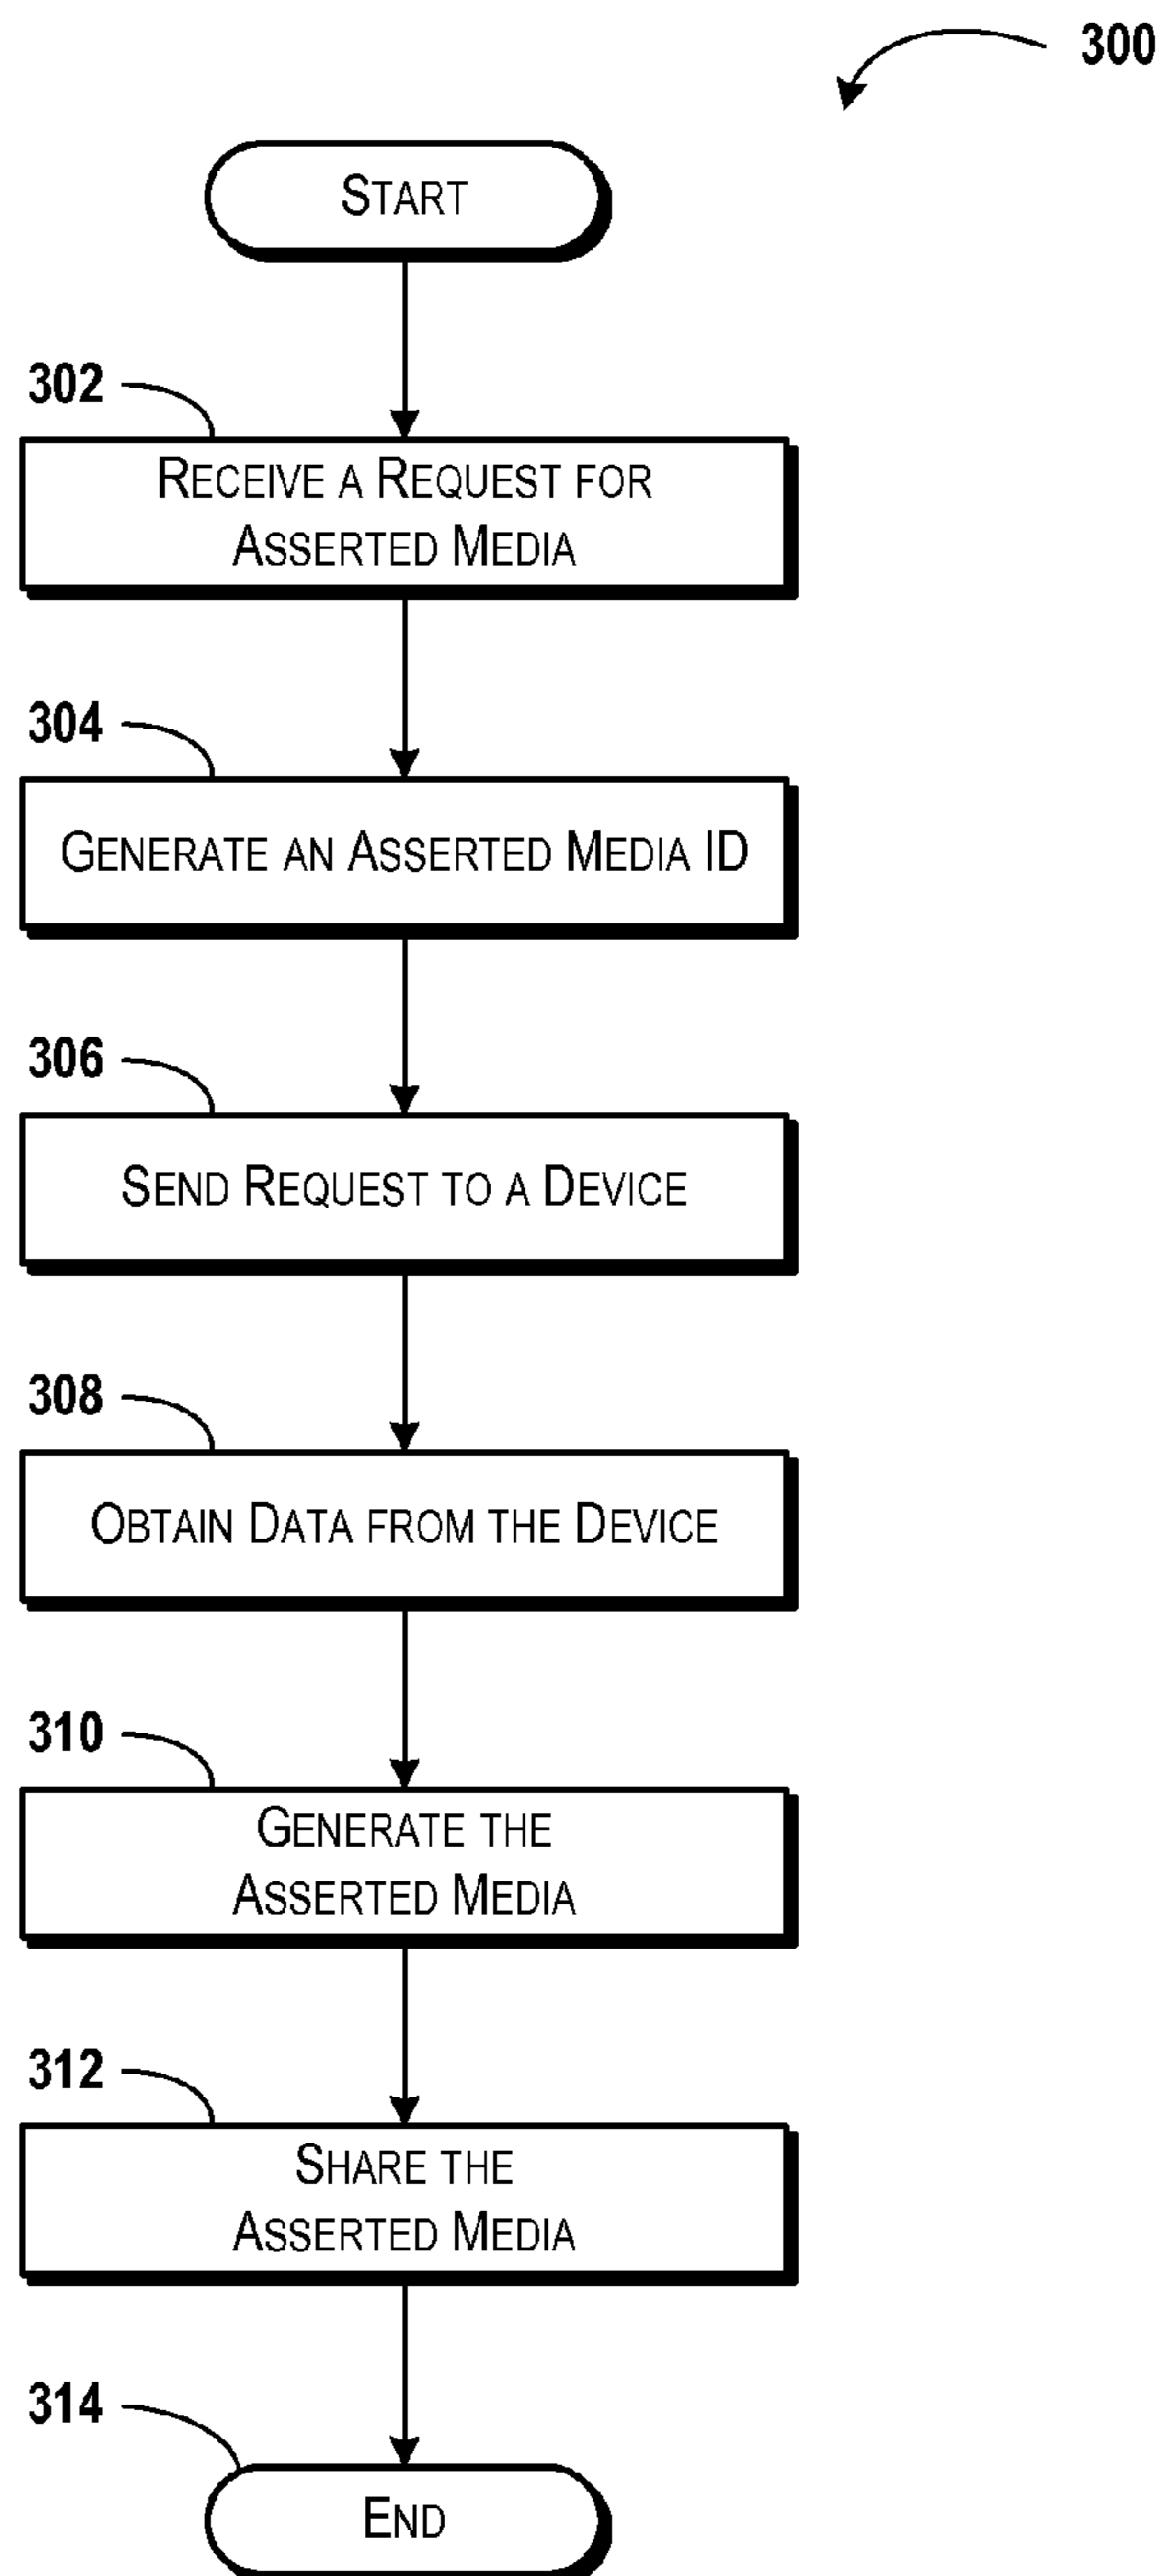 300
START
302
RECEIVE A REQUEST FOR
ASSERTED MEDIA
304
GENERATE AN ASSERTED MEDIA ID
306
SEND REQUEST TO A DEVICE
308
OBTAIN DATA FROM THE DEVICE
310
GENERATE THE
ASSERTED MEDIA
312
SHARE THE
ASSERTED MEDIA
314
END